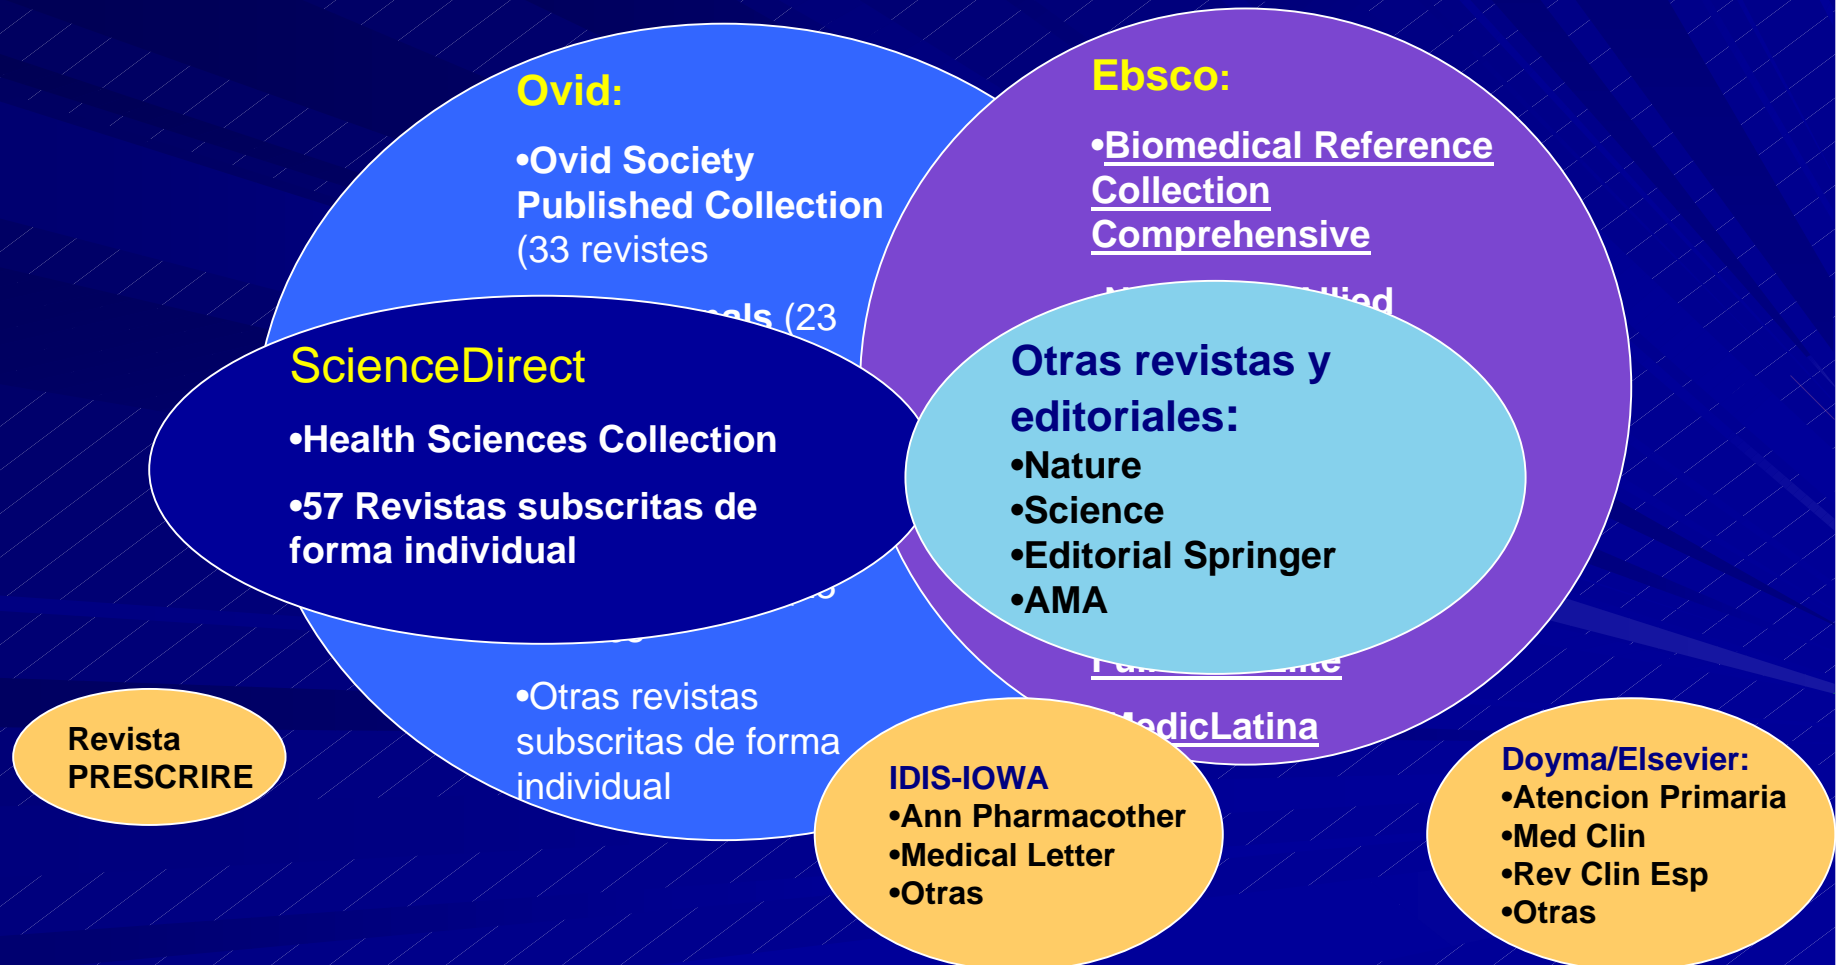 Ovid:
•Ovid Society
Published Collection
(33 revistes
(23
•Otras revistas
subscritas de forma
individual
Ebsco:
•Biomedical Reference
Collection
Comprehensive
MedicLatina
ScienceDirect
•Health Sciences Collection
•57 Revistas subscritas de
forma individual
Otras revistas y
editoriales:
•Nature
•Science
•Editorial Springer
•AMA
Revista
PRESCRIRE
IDIS-IOWA
•Ann Pharmacother
•Medical Letter
•Otras
Doyma/Elsevier:
•Atencion Primaria
•Med Clin
•Rev Clin Esp
•Otras